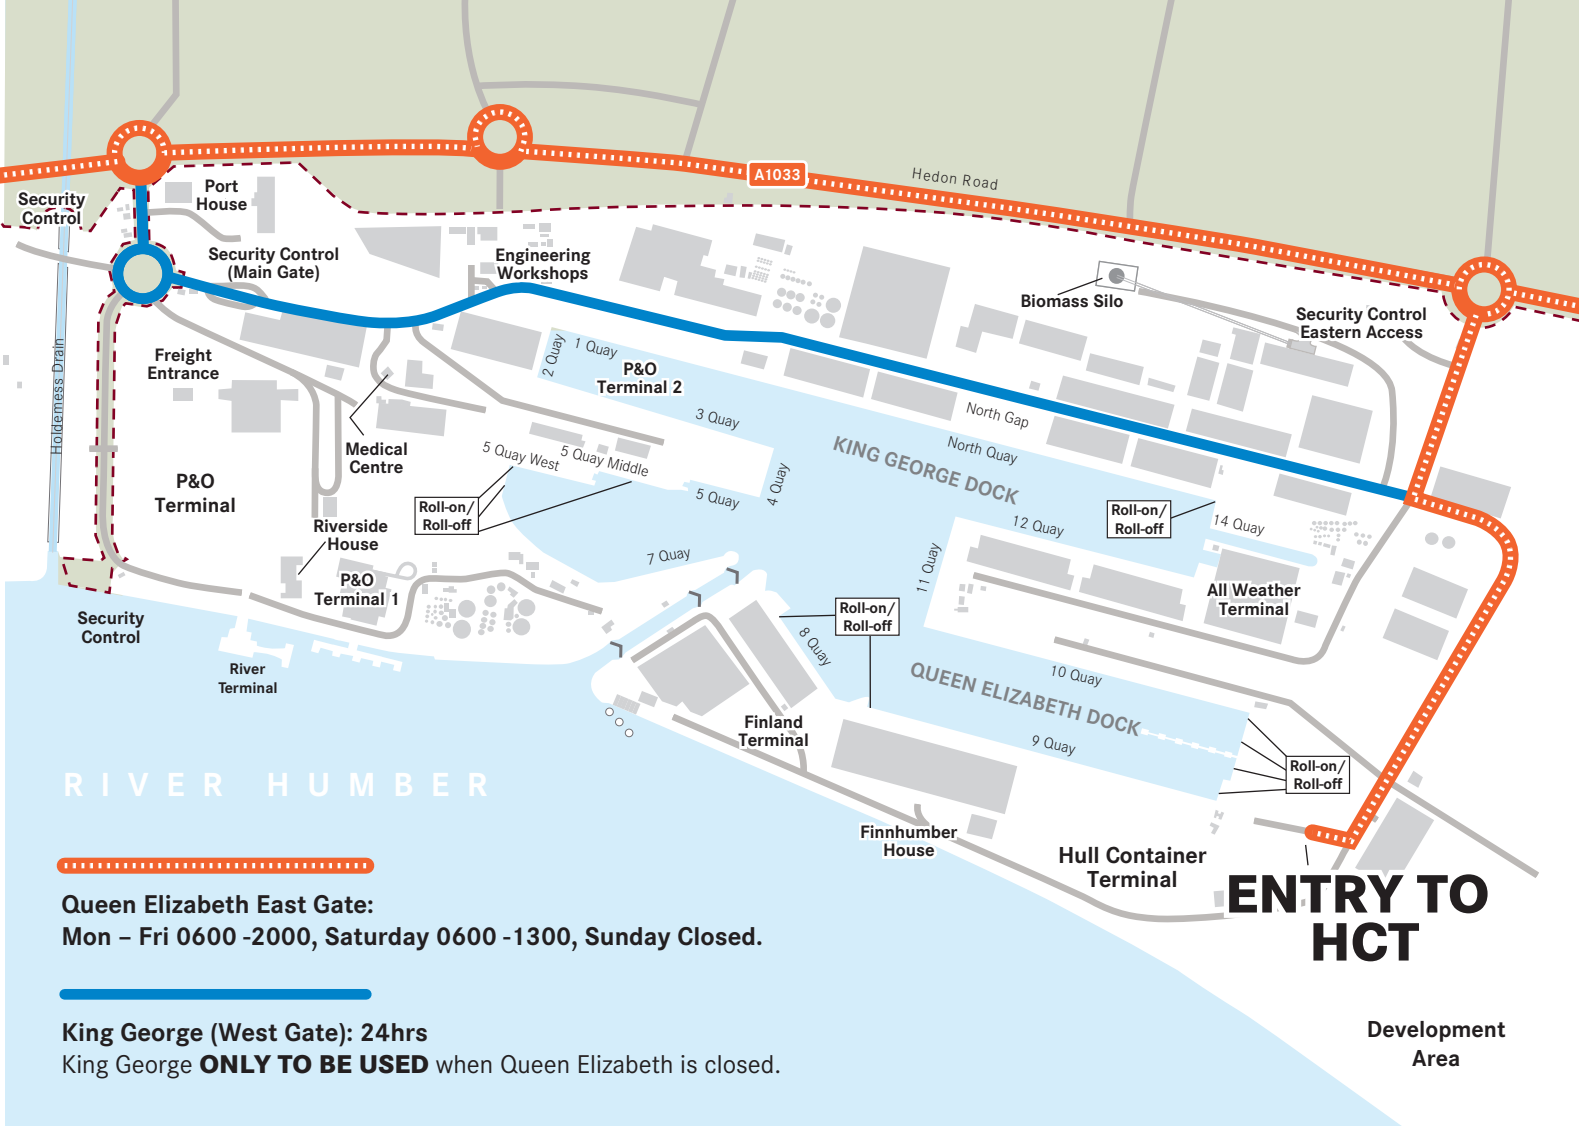 A1033
Hedon Road
Security
Control
Port
House
Security Control
(Main Gate)
Engineering
Workshops
Biomass Silo
Security Control
Eastern Access
Holderness Drain
Freight
Entrance
2 Quay
1 Quay
P&O
Terminal 2
3 Quay
North Gap
North Quay
KING GEORGE DOCK
Medical
Centre
5 Quay West
5 Quay Middle
5 Quay
4 Quay
P&O
Terminal
Roll-on/
Roll-off
Roll-on/
Roll-off
12 Quay
14 Quay
Riverside
House
7 Quay
11 Quay
P&O
Terminal 1
All Weather
Terminal
Roll-on/
Roll-off
8 Quay
Security
Control
River
Terminal
10 Quay
QUEEN ELIZABETH DOCK
9 Quay
Finland
Terminal
Roll-on/
Roll-off
RIVER HUMBER
Finnhumber
House
Hull Container
Terminal
ENTRY TO
HCT
Queen Elizabeth East Gate:
Mon – Fri 0600 -2000, Saturday 0600 -1300, Sunday Closed.
King George (West Gate): 24hrs
King George ONLY TO BE USED when Queen Elizabeth is closed.
Development
Area